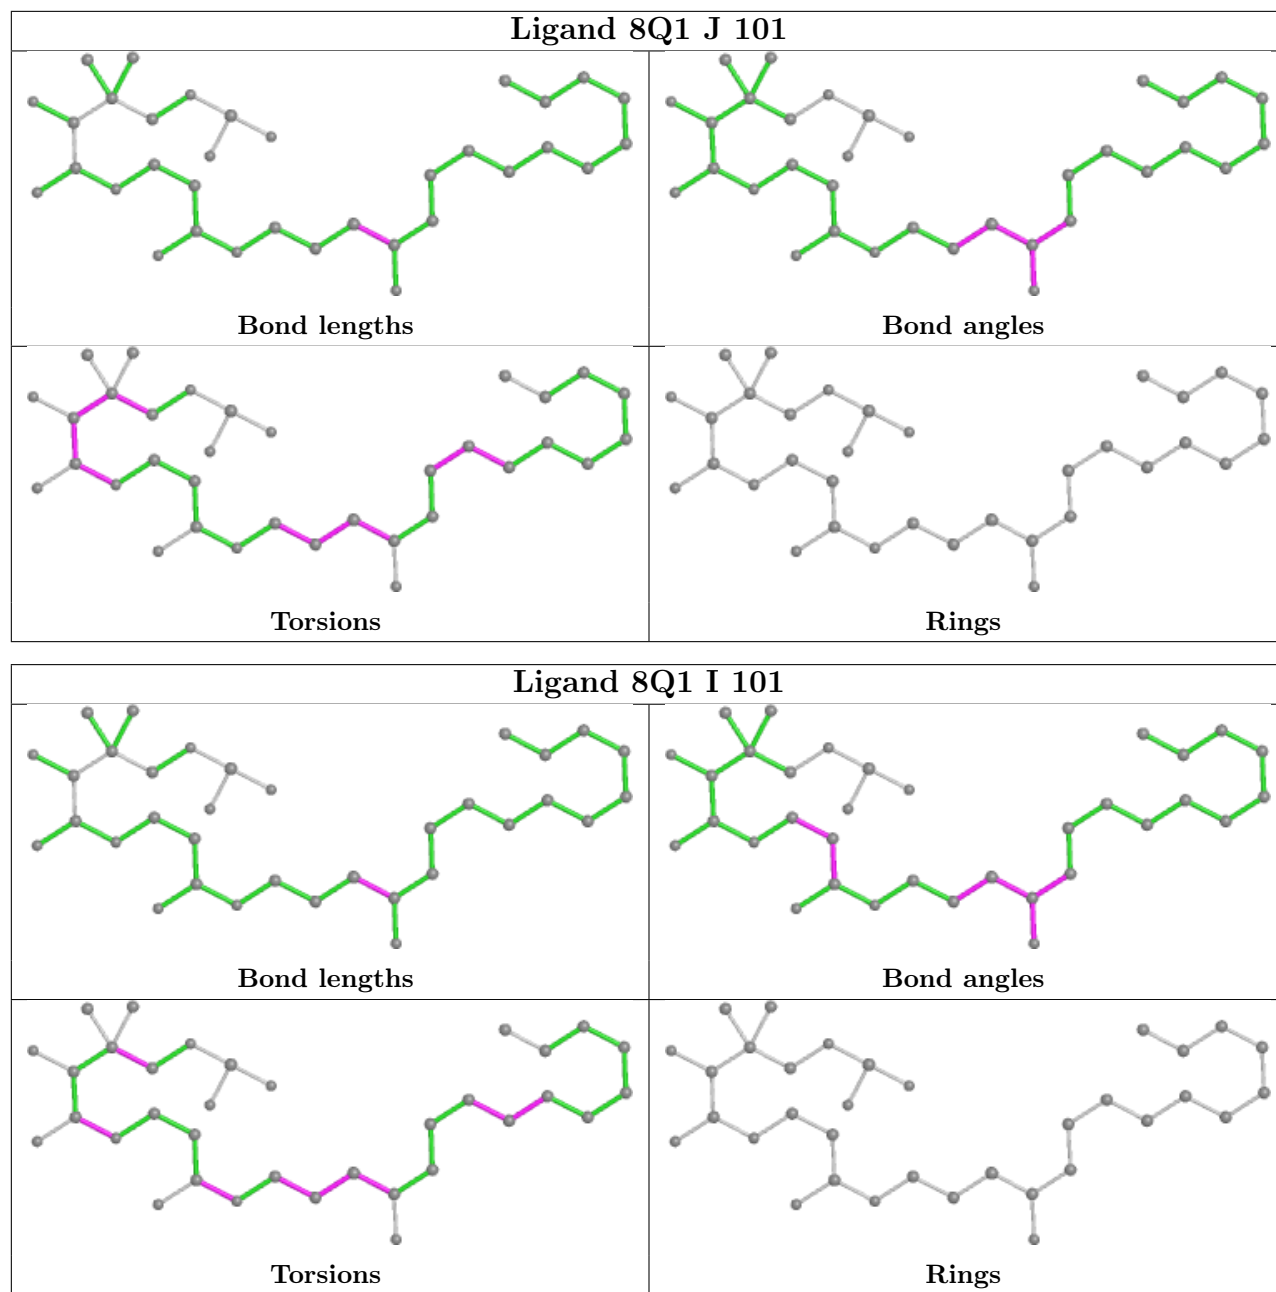 Ligand 8Q1 J 101
Bond lengths
Bond angles
Torsions
Rings
Ligand 8Q1 I 101
Bond lengths
Bond angles
Torsions
Rings